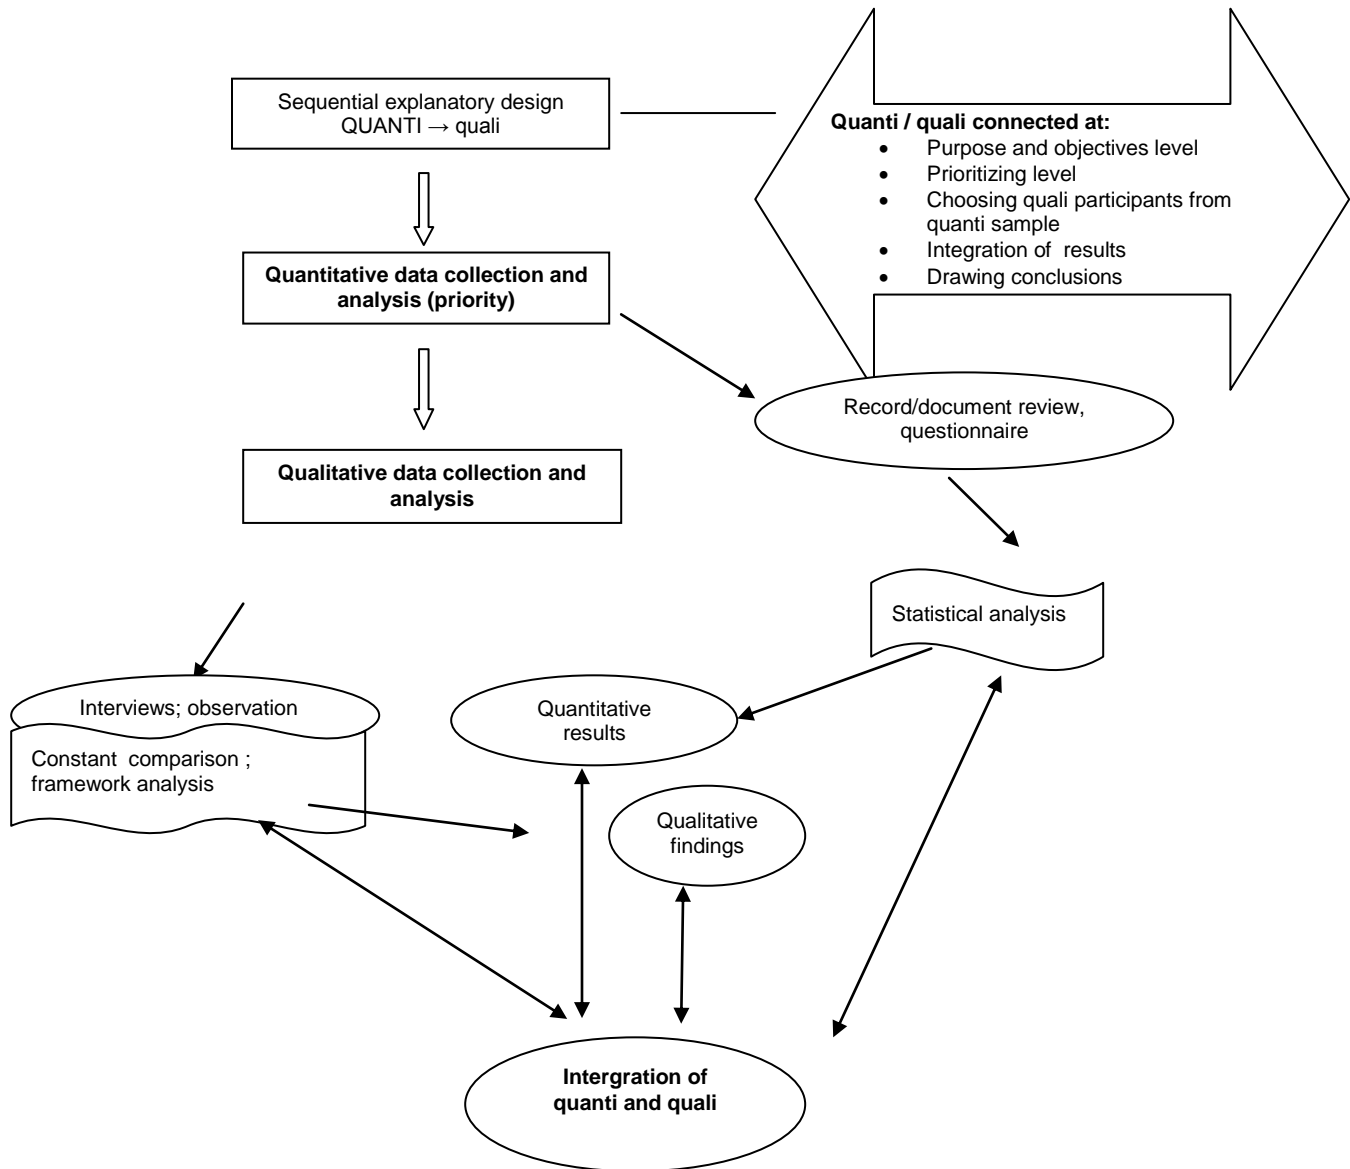 Sequential explanatory design
QUANTI → quali
Quanti / quali connected at:
• Purpose and objectives level
• Prioritizing level
• Choosing quali participants from
quanti sample
• Integration of results
• Drawing conclusions
Quantitative data collection and
analysis (priority)
Record/document review,
questionnaire
Qualitative data collection and
analysis
Statistical analysis
Interviews; observation
Constant comparison ;
framework analysis
Quantitative
results
Qualitative
findings
Intergration of
quanti and quali